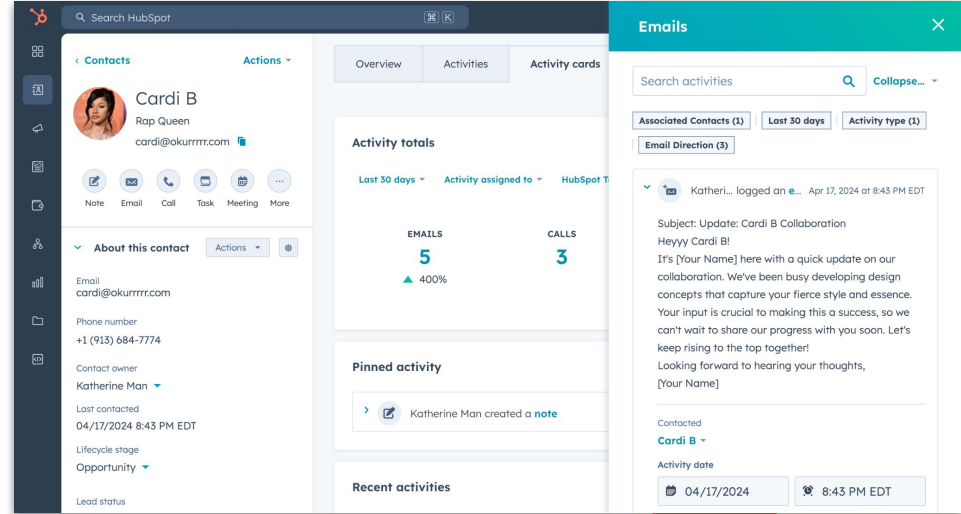 Search HubSpot
⌘ K
‹ Contacts
Actions
Cardi B
Rap Queen
cardi@okurrrrr.com
Note
Email
Call
Task
Meeting
More
About this contact
Actions
Email
cardi@okurrrrr.com
Phone number
+1 (913) 684-7774
Contact owner
Katherine Man
Last contacted
04/17/2024 8:43 PM EDT
Lifecycle stage
Opportunity
Lead status
Overview
Activities
Activity cards
Activity totals
Last 30 days
Activity assigned to
HubSpot T
EMAILS
5
400%
CALLS
3
Pinned activity
Katherine Man created a note
Recent activities
Emails
Search activities
Collapse...
Associated Contacts (1)
Last 30 days
Activity type (1)
Email Direction (3)
Katheri... logged an e... Apr 17, 2024 at 8:43 PM EDT
Subject: Update: Cardi B Collaboration
Heyyy Cardi B!
It's [Your Name] here with a quick update on our
collaboration. We've been busy developing design
concepts that capture your fierce style and essence.
Your input is crucial to making this a success, so we
can't wait to share our progress with you soon. Let's
keep rising to the top together!
Looking forward to hearing your thoughts,
[Your Name]
Contacted
Cardi B
Activity date
04/17/2024
8:43 PM EDT